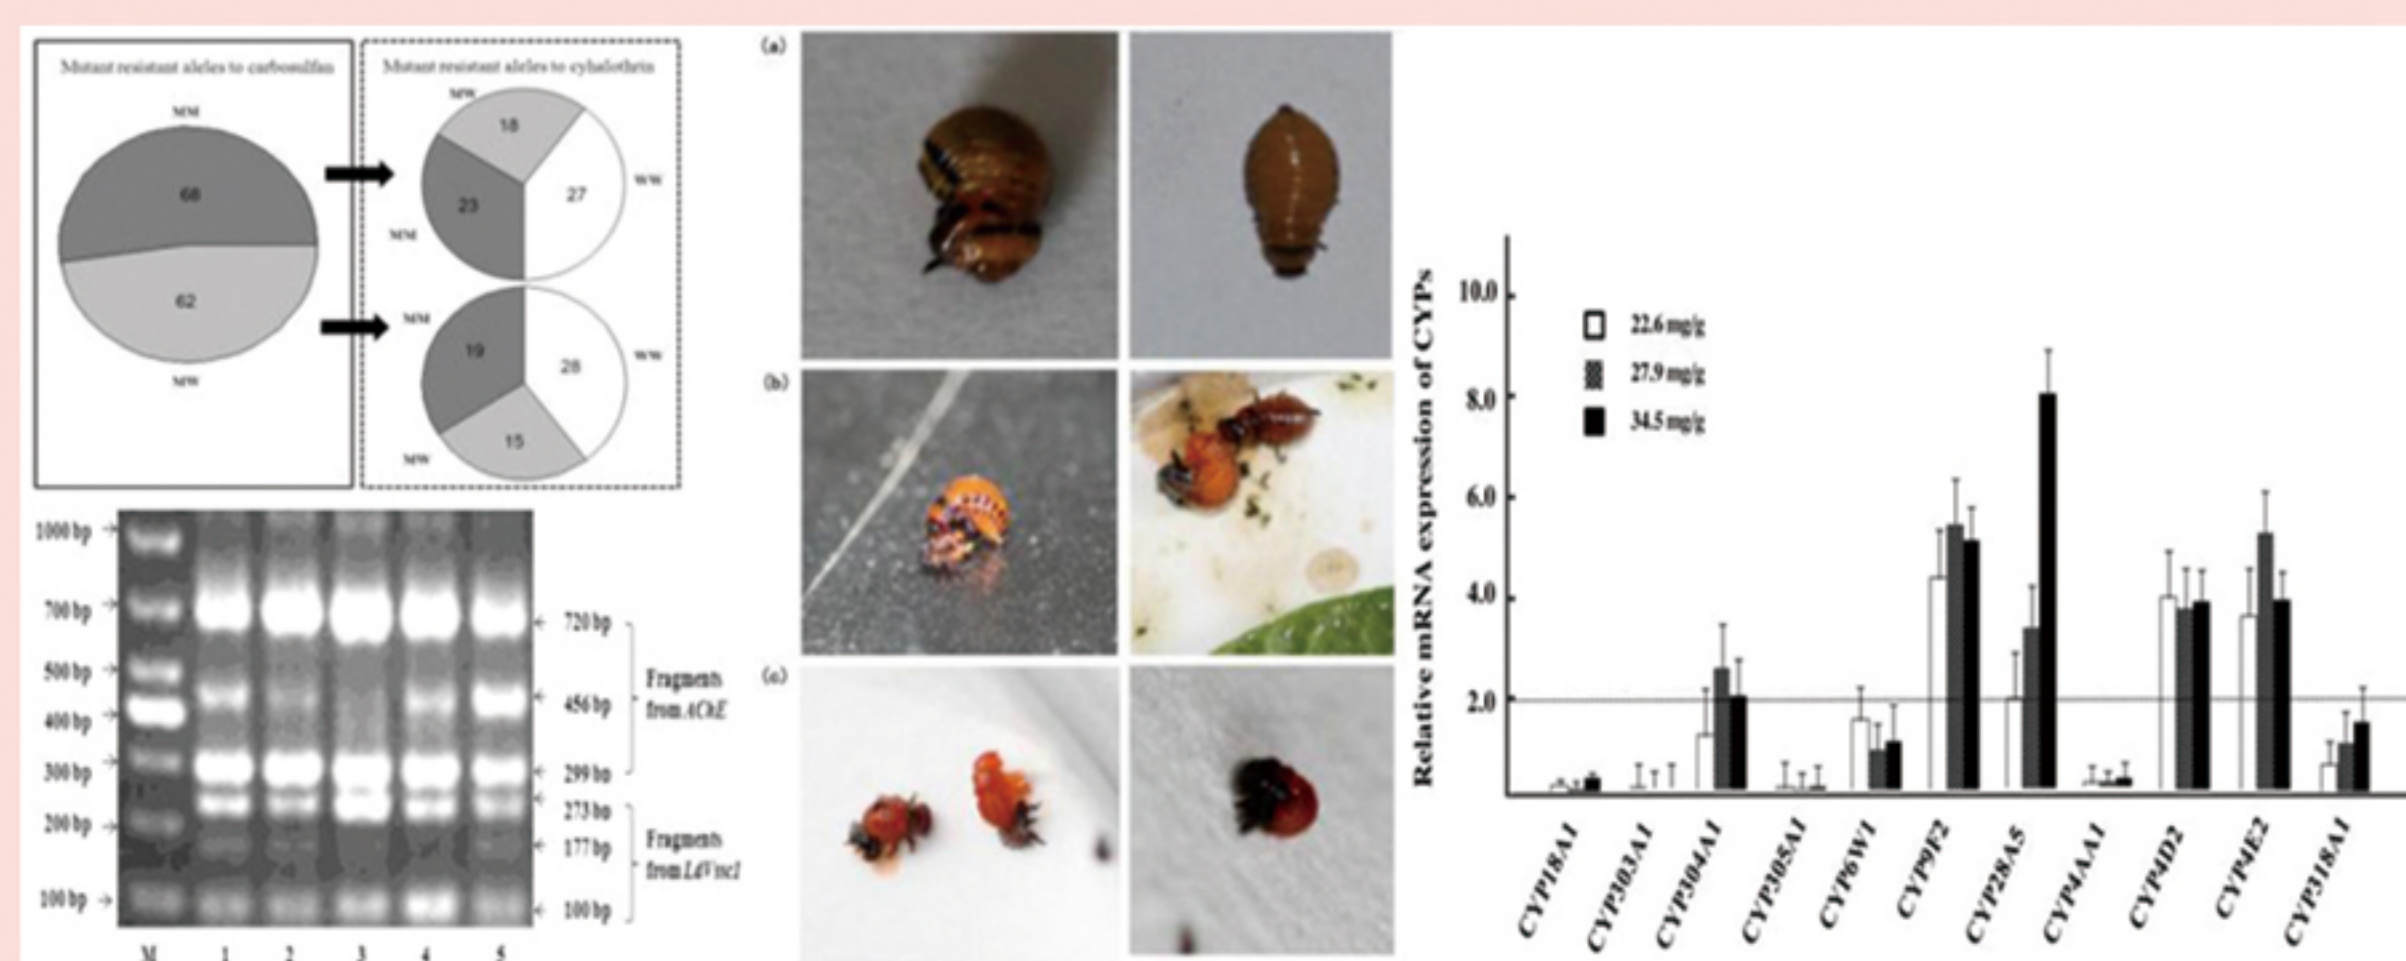 Mutant resistant aleles to carbosulfan
Mutant resistant aleles to cyhalothrin
MM
68
62
MW
MW
18
27
WW
23
MM
MM
19
28
WW
15
MW
1000 bp
700 bp
500 bp
400 bp
300 bp
200 bp
100 bp
720 bp
456 bp
299 bp
273 bp
177 bp
100 bp
Fragments
from AChE
Fragments
from LdVssc1
M 1 2 3 4 5
(a)
(b)
(c)
Relative mRNA expression of CYPs
10.0
8.0
6.0
4.0
2.0
22.6 mg/g
27.9 mg/g
34.5 mg/g
CYP18A1
CYP303A1
CYP304A1
CYP305A1
CYP6W1
CYP9F2
CYP28A5
CYP4AA1
CYP4D2
CYP4E2
CYP318A1